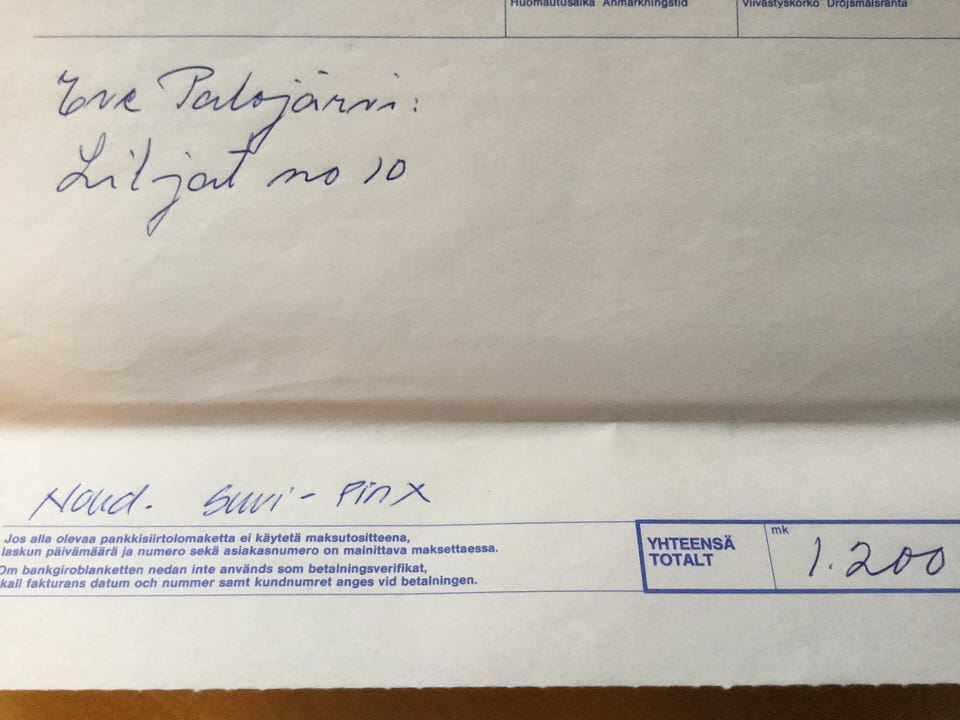 Huomautusaika Anmärkningstid
Viivästyskorko Dröjsmålsränta
Eve Palojärvi:
Liljat no 10
Noud. Suvi-PinX
Jos alla olevaa pankkisiirtolomaketta ei käytetä maksutositteena,
laskun päivämäärä ja numero sekä asiakasnumero on mainittava maksettaessa.
Om bankgiroblanketten nedan inte används som betalningsverifikat,
skall fakturans datum och nummer samt kundnumret anges vid betalningen.
YHTEENSÄ
TOTALT
mk
1.200